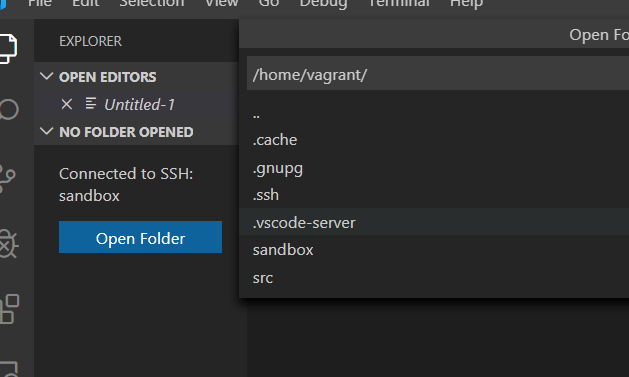 File Edit Selection View Go Debug Terminal Help
EXPLORER
OPEN EDITORS
Untitled-1
NO FOLDER OPENED
Connected to SSH:
sandbox
Open Folder
Open Fo
/home/vagrant/
..
.cache
.gnupg
.ssh
.vscode-server
sandbox
src